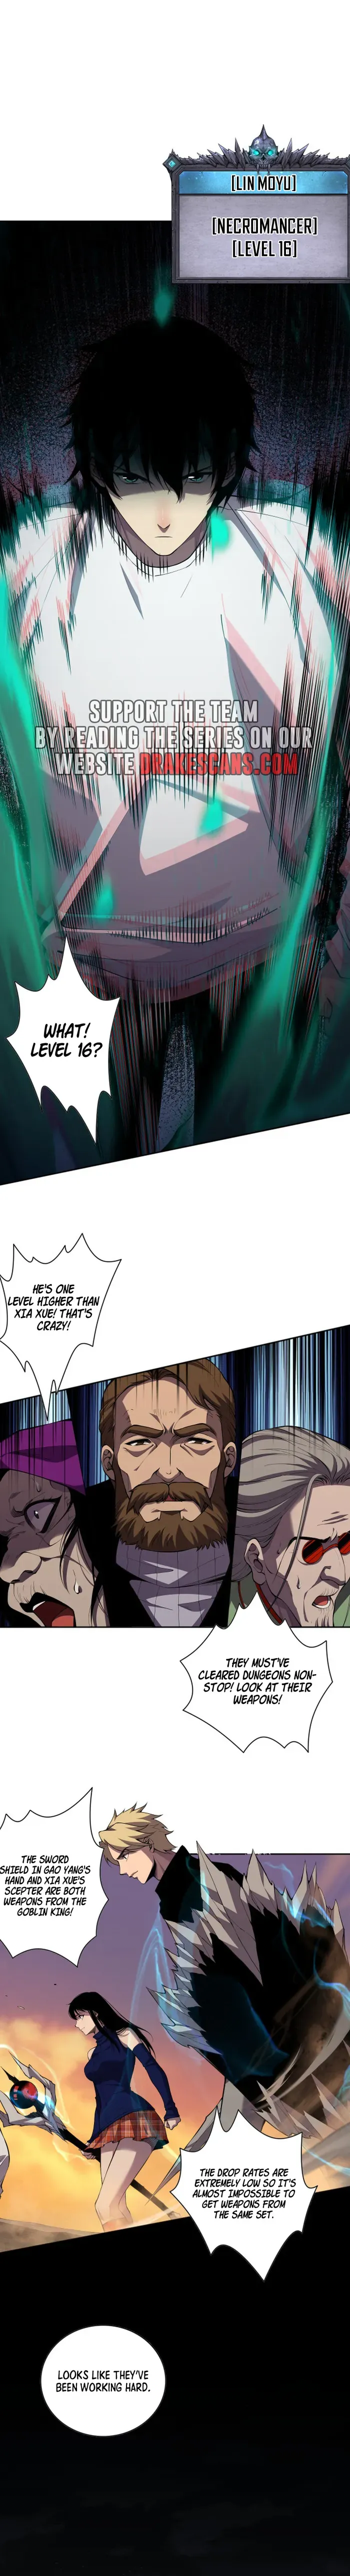 [LIN MOYU]
[NECROMANCER]
[LEVEL 16]
SUPPORT THE TEAM
BY READING THE SERIES ON OUR
WEBSITE DRAKESCANS.COM
WHAT!
LEVEL 16?
HE'S ONE
LEVEL HIGHER THAN
XIA XUE! THAT'S
CRAZY!
THEY MUST'VE
CLEARED DUNGEONS NON-
STOP! LOOK AT THEIR
WEAPONS!
THE SWORD
SHIELD IN GAO YANG'S
HAND AND XIA XUE'S
SCEPTER ARE BOTH
WEAPONS FROM THE
GOBLIN KING!
THE DROP RATES ARE
EXTREMELY LOW SO IT'S
ALMOST IMPOSSIBLE TO
GET WEAPONS FROM
THE SAME SET.
LOOKS LIKE THEY'VE
BEEN WORKING HARD.